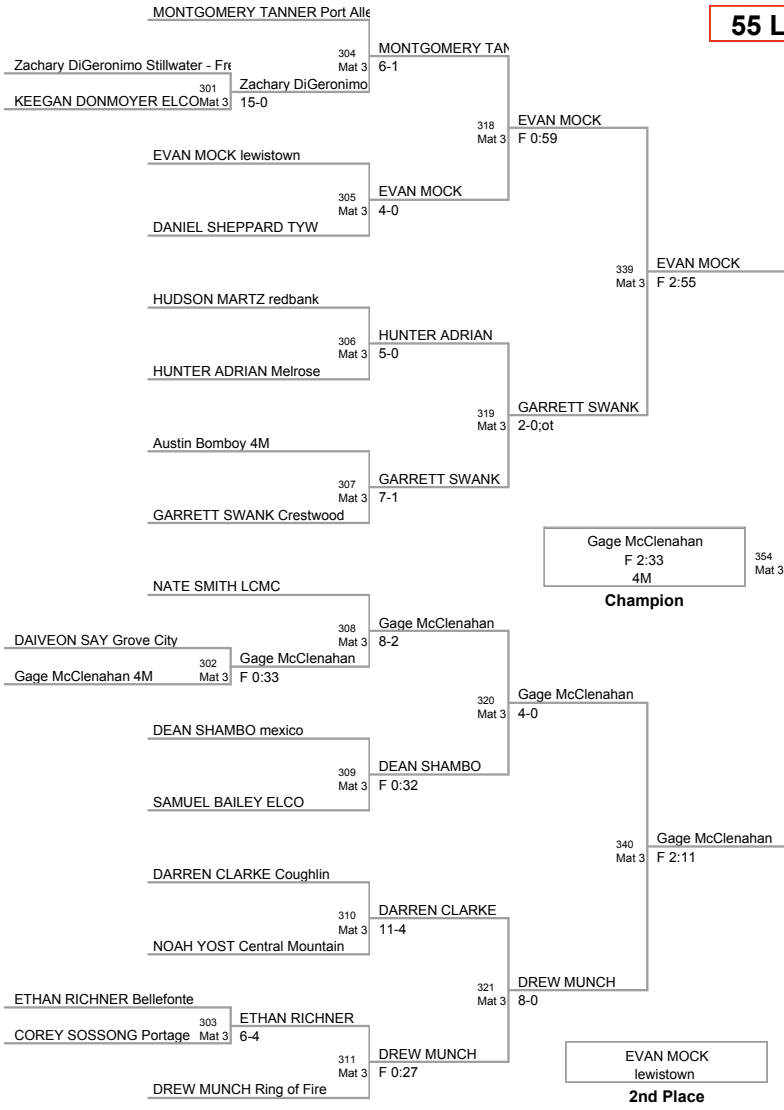 MONTGOMERY TANNER Port Alle
55 L
304
Mat 3
MONTGOMERY TAN
6-1
Zachary DiGeronimo Stillwater - Fre
301
Mat 3
Zachary DiGeronimo
15-0
KEEGAN DONMOYER ELCO
318
Mat 3
EVAN MOCK
F 0:59
EVAN MOCK lewistown
305
Mat 3
EVAN MOCK
4-0
DANIEL SHEPPARD TYW
339
Mat 3
EVAN MOCK
F 2:55
HUDSON MARTZ redbank
306
Mat 3
HUNTER ADRIAN
5-0
HUNTER ADRIAN Melrose
319
Mat 3
GARRETT SWANK
2-0;ot
Austin Bomboy 4M
307
Mat 3
GARRETT SWANK
7-1
GARRETT SWANK Crestwood
Gage McClenahan
F 2:33
4M
354
Mat 3
Champion
NATE SMITH LCMC
308
Mat 3
Gage McClenahan
8-2
DAIVEON SAY Grove City
302
Mat 3
Gage McClenahan
F 0:33
Gage McClenahan 4M
320
Mat 3
Gage McClenahan
4-0
DEAN SHAMBO mexico
309
Mat 3
DEAN SHAMBO
F 0:32
SAMUEL BAILEY ELCO
340
Mat 3
Gage McClenahan
F 2:11
DARREN CLARKE Coughlin
310
Mat 3
DARREN CLARKE
11-4
NOAH YOST Central Mountain
321
Mat 3
DREW MUNCH
8-0
ETHAN RICHNER Bellefonte
303
Mat 3
ETHAN RICHNER
6-4
COREY SOSSONG Portage
311
Mat 3
DREW MUNCH
F 0:27
DREW MUNCH Ring of Fire
EVAN MOCK
lewistown
2nd Place